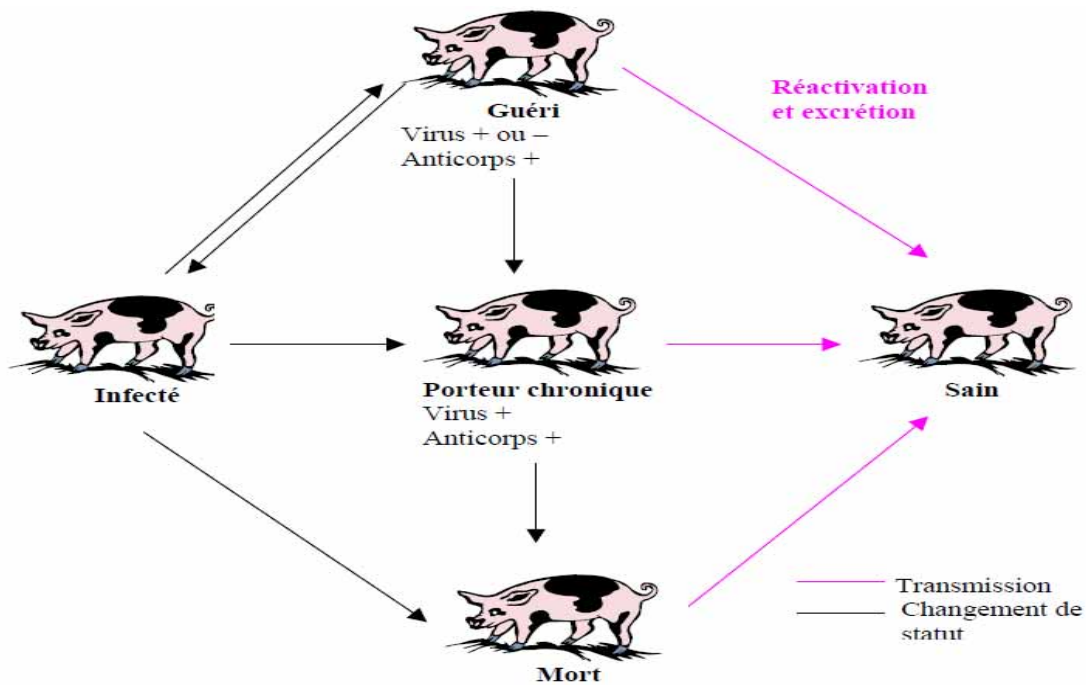 Réactivation
et excrétion
Guéri
Virus + ou –
Anticorps +
Infecté
Porteur chronique
Virus +
Anticorps +
Sain
Transmission
Changement de
statut
Mort